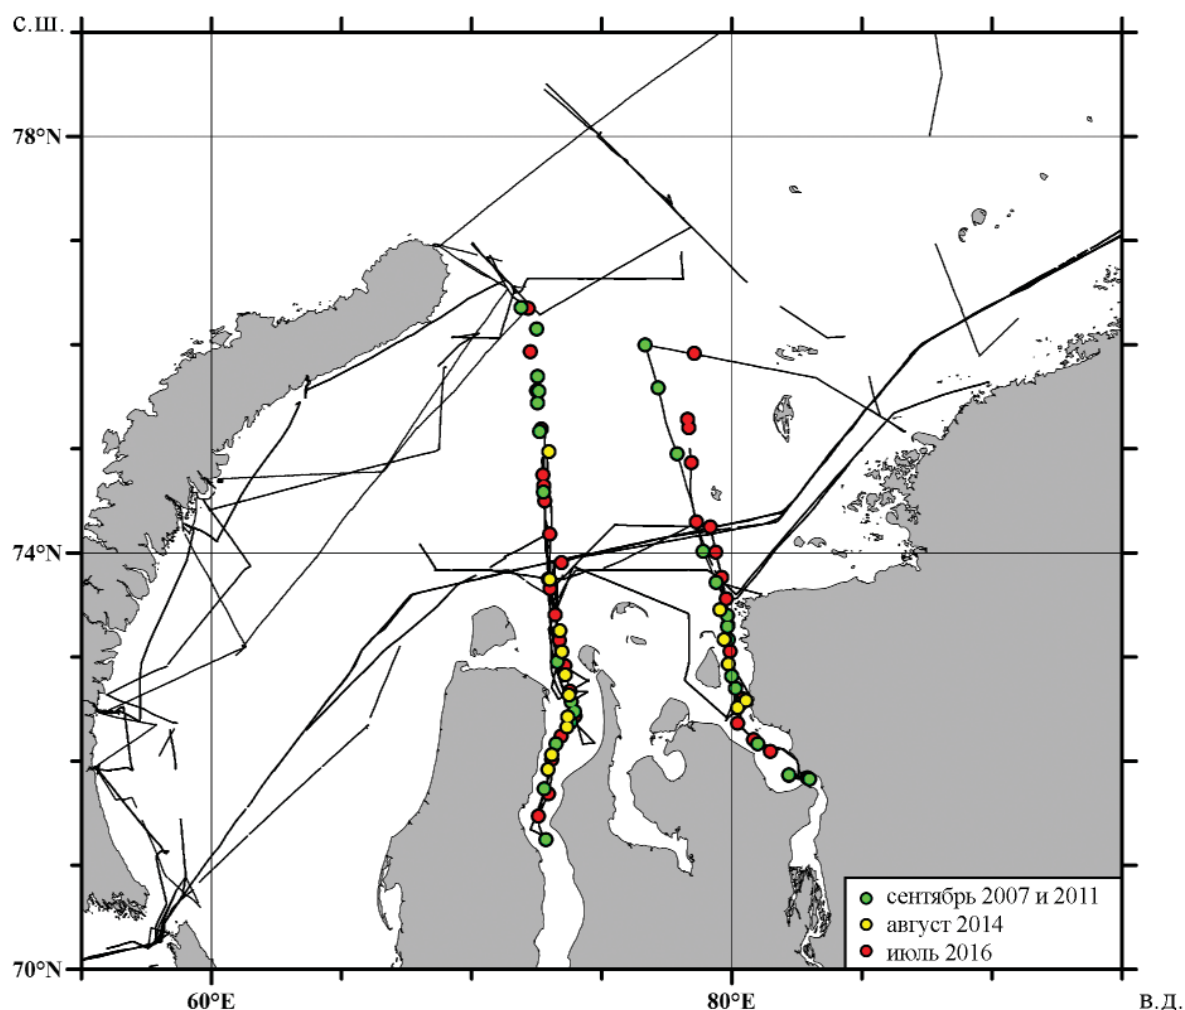 с.ш.
78°N
74°N
70°N
60°E
80°E
в.д.
сентябрь 2007 и 2011
август 2014
июль 2016